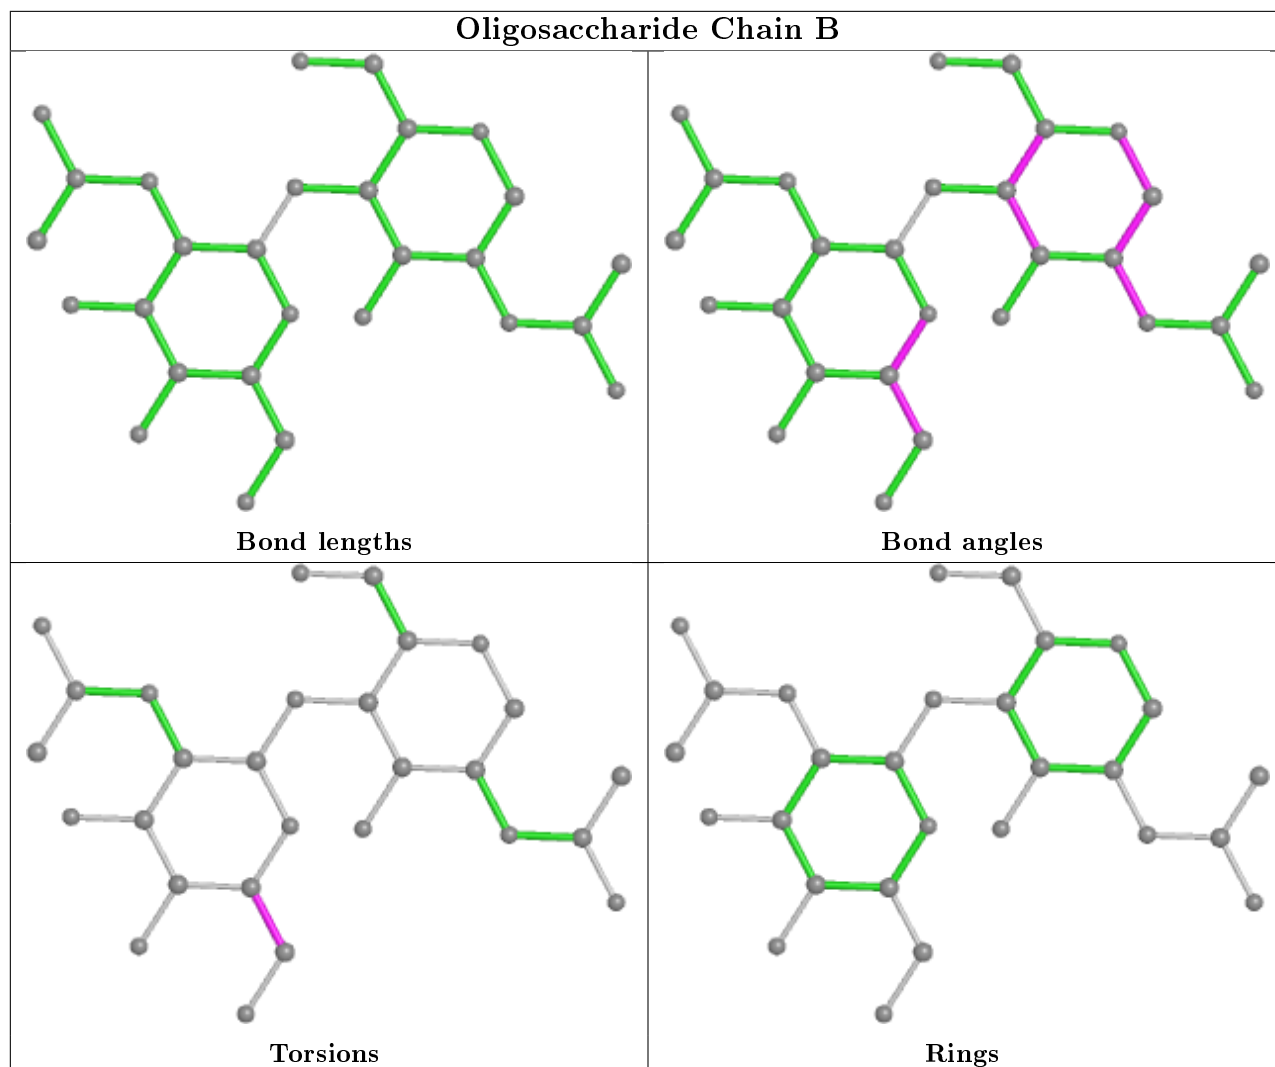 Oligosaccharide Chain B
Bond lengths
Bond angles
Torsions
Rings